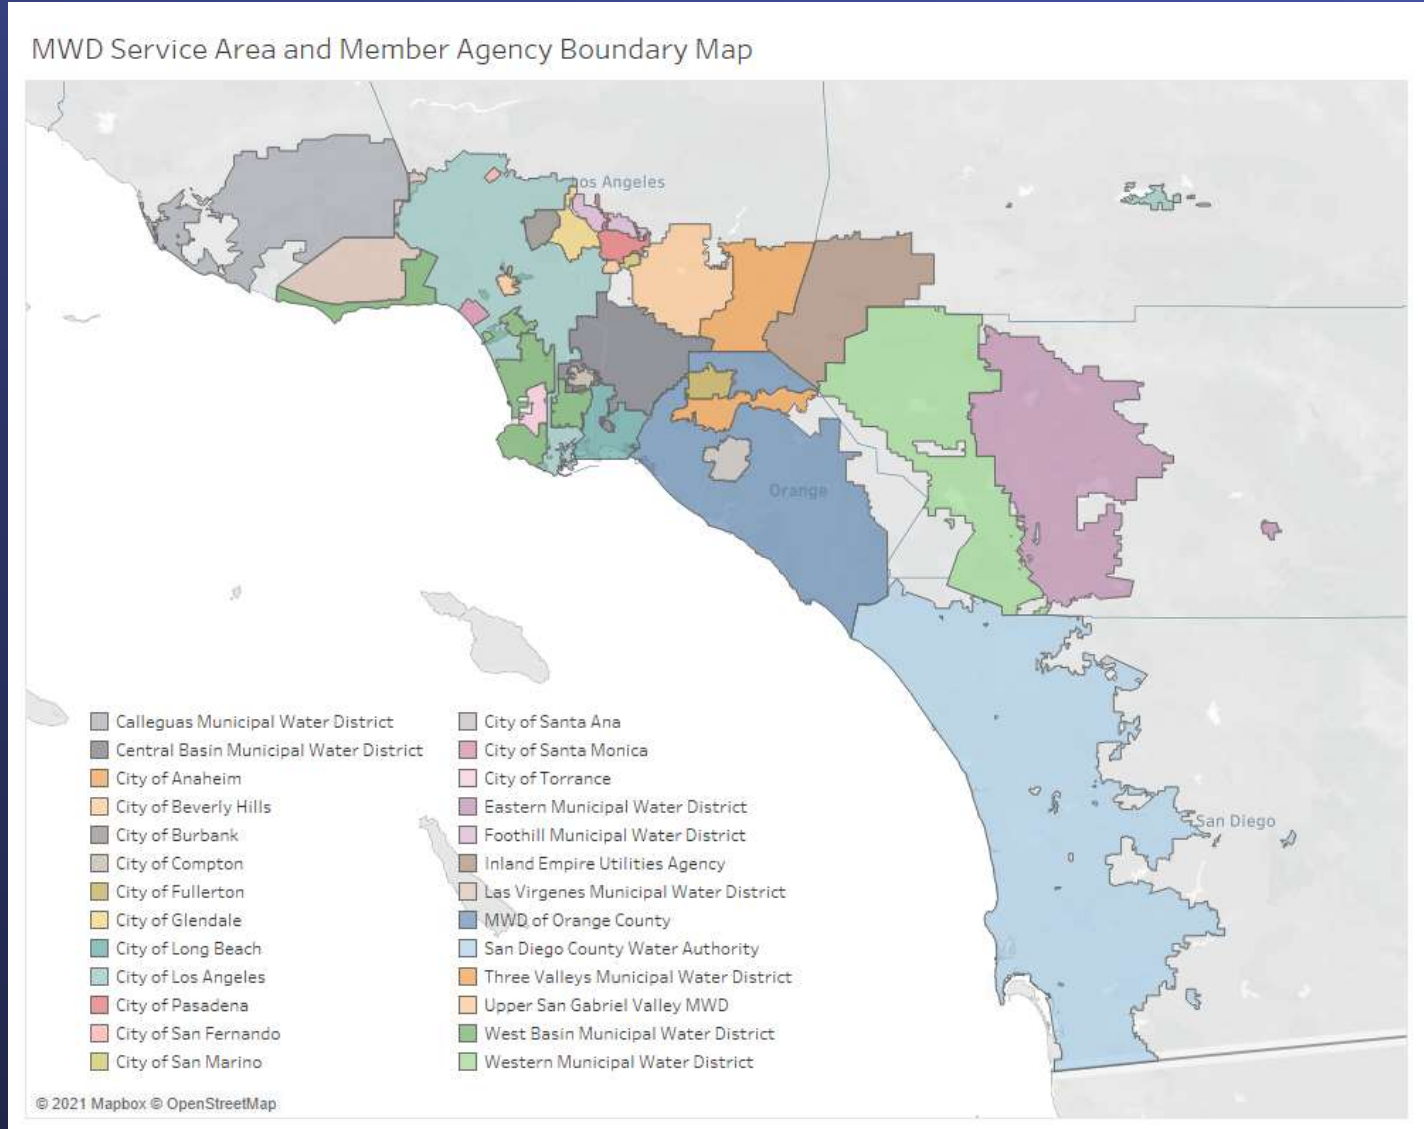 MWD Service Area and Member Agency Boundary Map
Los Angeles
Orange
San Diego
Calleguas Municipal Water District
Central Basin Municipal Water District
City of Anaheim
City of Beverly Hills
City of Burbank
City of Compton
City of Fullerton
City of Glendale
City of Long Beach
City of Los Angeles
City of Pasadena
City of San Fernando
City of San Marino
City of Santa Ana
City of Santa Monica
City of Torrance
Eastern Municipal Water District
Foothill Municipal Water District
Inland Empire Utilities Agency
Las Virgenes Municipal Water District
MWD of Orange County
San Diego County Water Authority
Three Valleys Municipal Water District
Upper San Gabriel Valley MWD
West Basin Municipal Water District
Western Municipal Water District
© 2021 Mapbox © OpenStreetMap